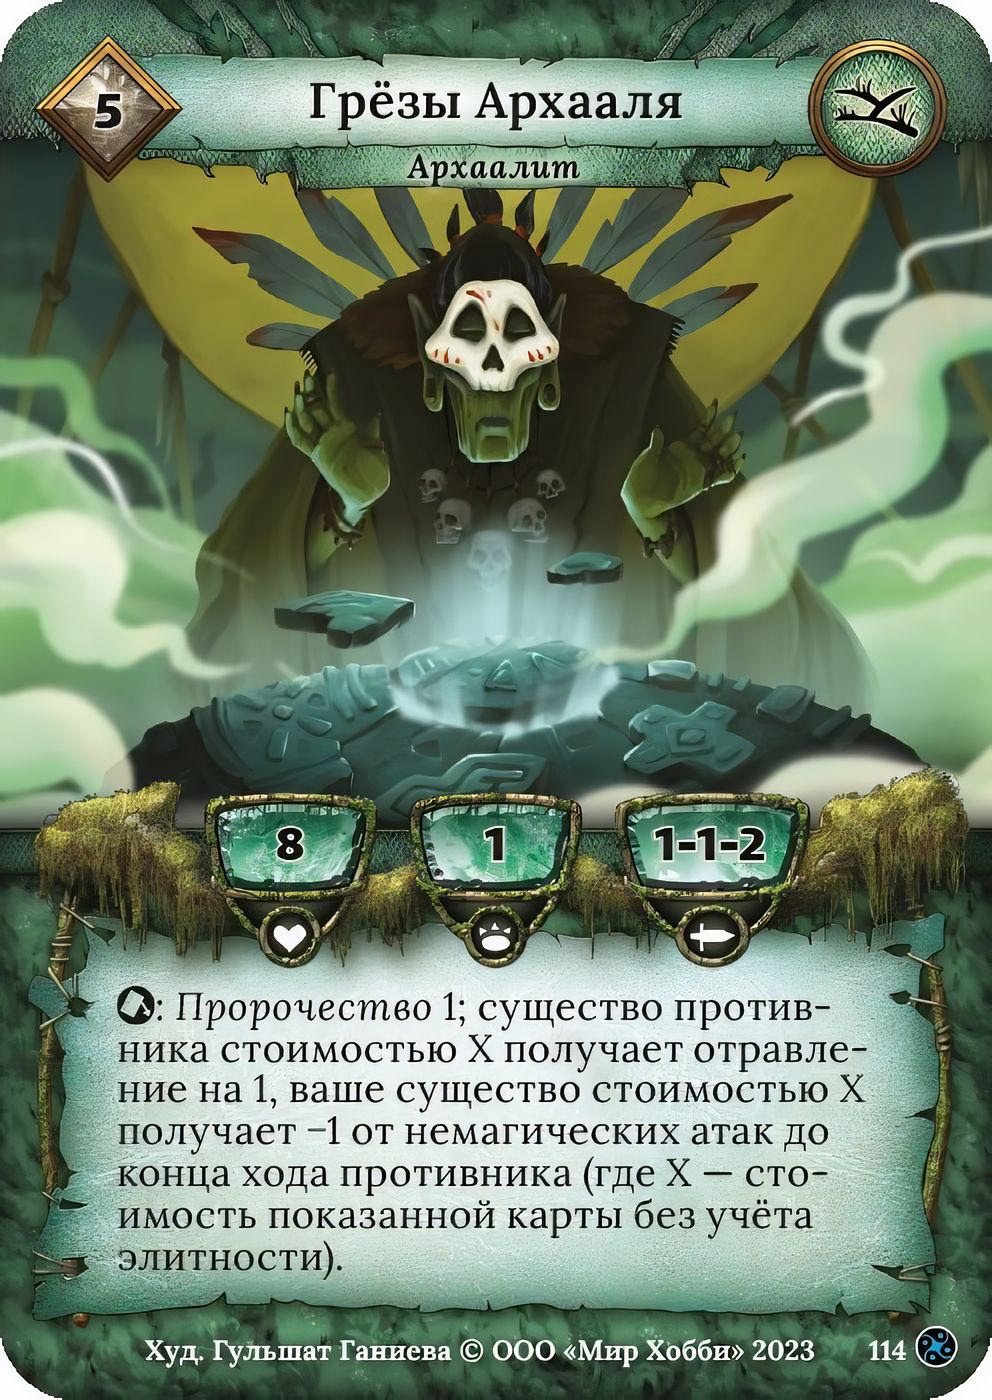 5
Грёзы Архааля
Архаалит
8
1
1-1-2
: Пророчество 1; существо против-
ника стоимостью X получает отравле-
ние на 1, ваше существо стоимостью X
получает –1 от немагических атак до
конца хода противника (где X — сто-
имость показанной карты без учёта
элитности).
Худ. Гульшат Ганиева © ООО «Мир Хобби» 2023
114